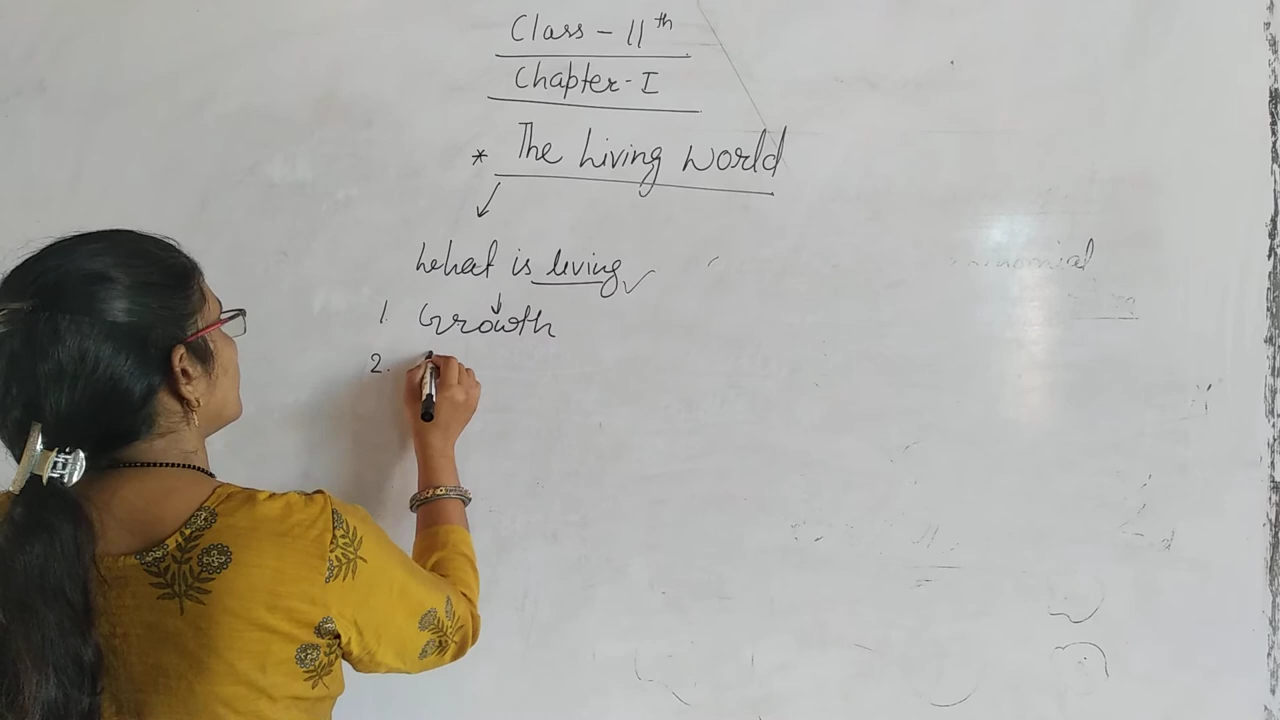 Class - 11th
Chapter - I
* The Living World
What is living ✓
1. Growth
2.